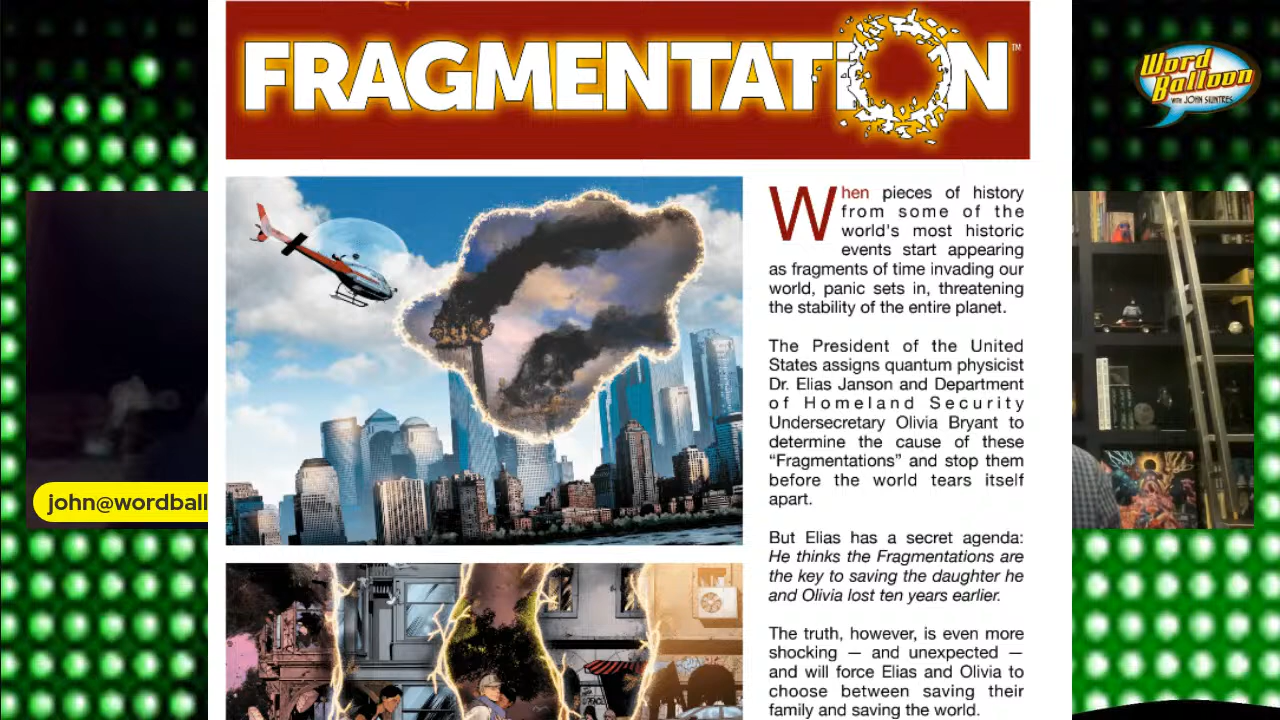 FRAGMENTATION™
Word
Balloon
WITH JOHN SIUNTRES
When pieces of history
from some of the
world's most historic
events start appearing
as fragments of time invading our
world, panic sets in, threatening
the stability of the entire planet.
The President of the United
States assigns quantum physicist
Dr. Elias Janson and Department
of Homeland Security
Undersecretary Olivia Bryant to
determine the cause of these
“Fragmentations” and stop them
before the world tears itself
apart.
But Elias has a secret agenda:
He thinks the Fragmentations are
the key to saving the daughter he
and Olivia lost ten years earlier.
The truth, however, is even more
shocking — and unexpected —
and will force Elias and Olivia to
choose between saving their
family and saving the world.
john@wordball